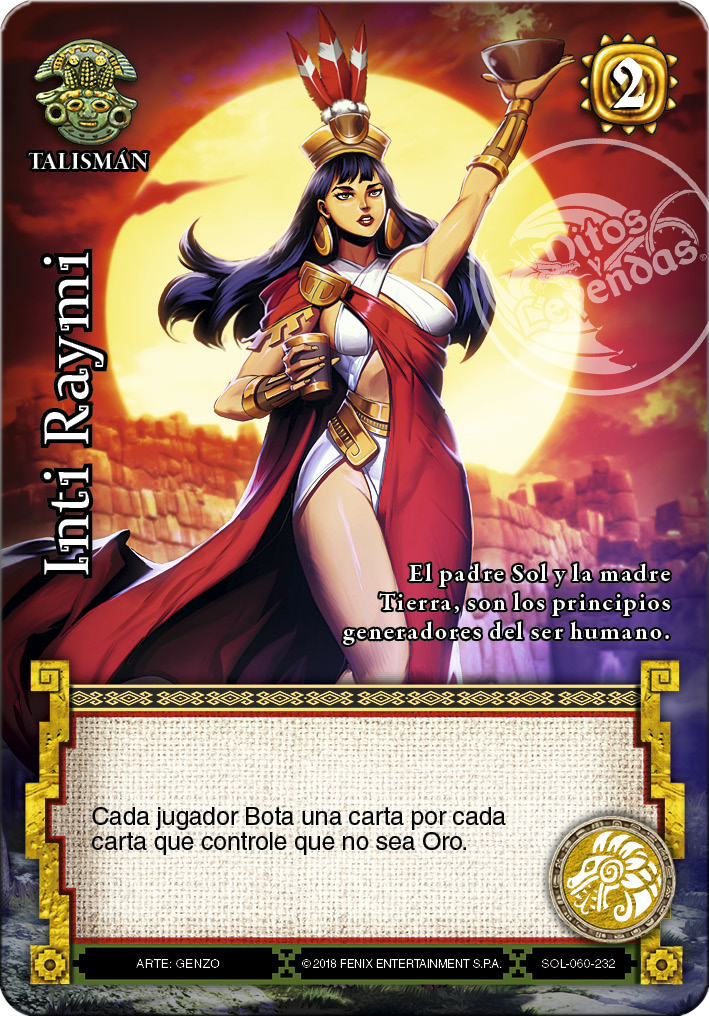 TALISMÁN
2
Mitos
y
Leyendas®
Inti Raymi
El padre Sol y la madre
Tierra, son los principios
generadores del ser humano.
Cada jugador Bota una carta por cada
carta que controle que no sea Oro.
ARTE: GENZO
© 2018 FENIX ENTERTAINMENT S.P.A.
SOL-060-232